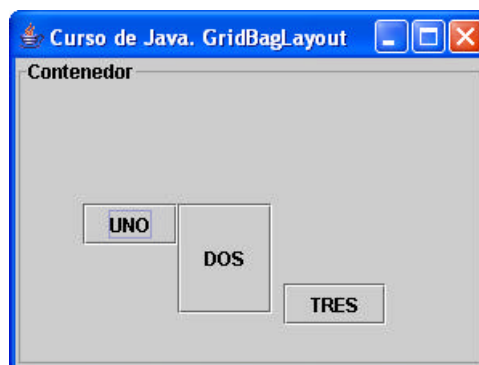 Curso de Java. GridBagLayout
Contenedor
UNO
DOS
TRES